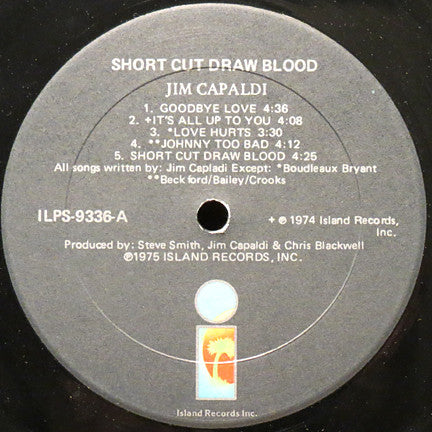 SHORT CUT DRAW BLOOD
JIM CAPALDI
1. GOODBYE LOVE 4:36
2. +IT'S ALL UP TO YOU 4:08
3. *LOVE HURTS 3:30
4. **JOHNNY TOO BAD 4:12
5. SHORT CUT DRAW BLOOD 4:25
All songs written by: Jim Capladi Except: *Boudleaux Bryant
**Beckford/Bailey/Crooks
ILPS-9336-A
+ ℗ 1974 Island Records,
Inc.
Produced by: Steve Smith, Jim Capaldi & Chris Blackwell
℗1975 ISLAND RECORDS, INC.
i
Island Records Inc.